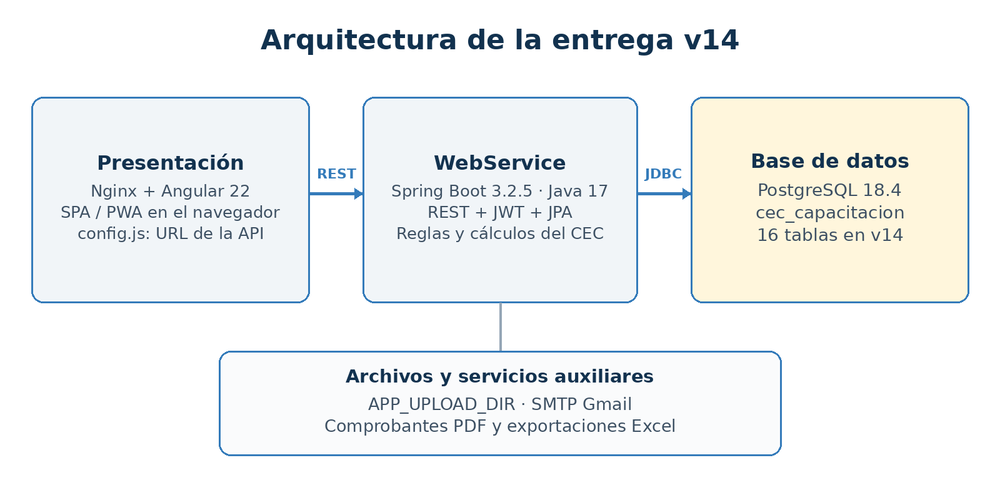 Arquitectura de la entrega v14
Presentación
Nginx + Angular 22
SPA / PWA en el navegador
config.js: URL de la API
REST
WebService
Spring Boot 3.2.5 · Java 17
REST + JWT + JPA
Reglas y cálculos del CEC
JDBC
Base de datos
PostgreSQL 18.4
cec_capacitacion
16 tablas en v14
Archivos y servicios auxiliares
APP_UPLOAD_DIR · SMTP Gmail
Comprobantes PDF y exportaciones Excel